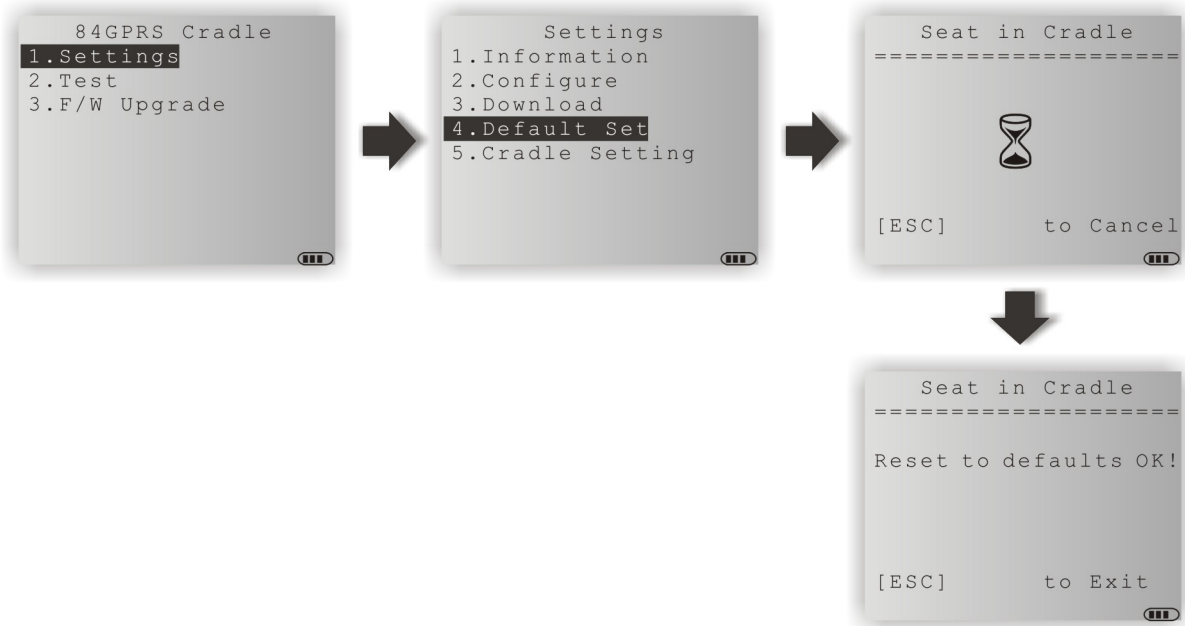 84GPRS Cradle
1.Settings
2.Test
3.F/W Upgrade
Settings
1.Information
2.Configure
3.Download
4.Default Set
5.Cradle Setting
Seat in Cradle
====================
[ESC] to Cancel
Seat in Cradle
====================
Reset to defaults OK!
[ESC] to Exit